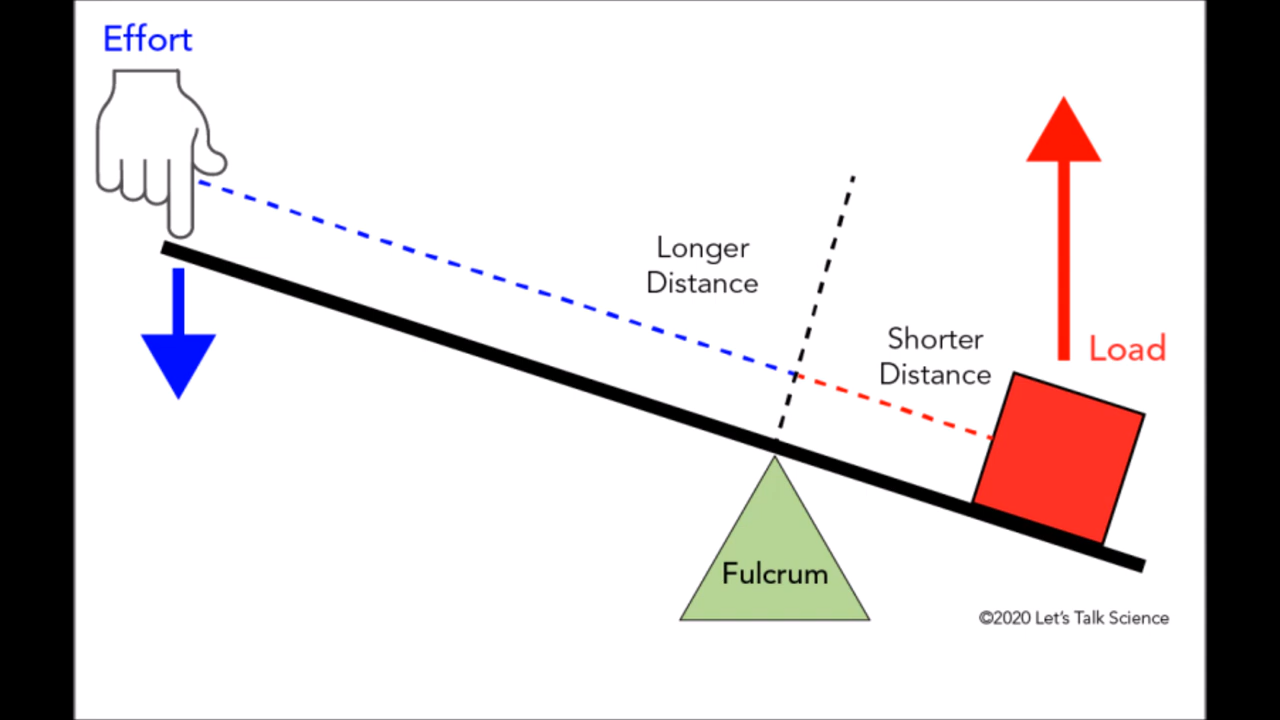 Effort
Longer
Distance
Shorter
Distance
Load
Fulcrum
©2020 Let's Talk Science